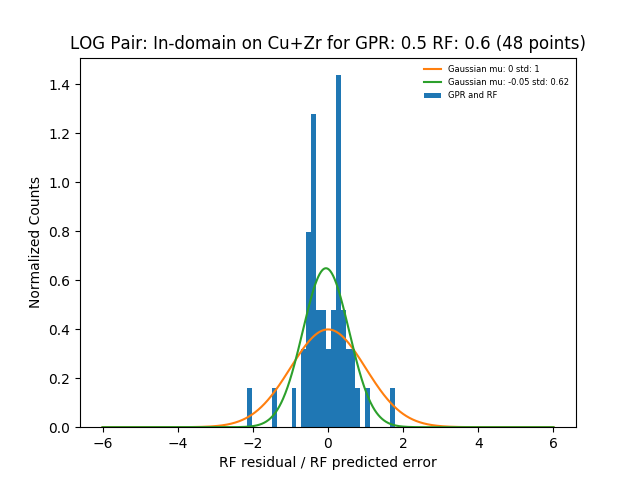 LOG Pair: In-domain on Cu+Zr for GPR: 0.5 RF: 0.6 (48 points)
Gaussian mu: 0 std: 1
Gaussian mu: -0.05 std: 0.62
GPR and RF
Normalized Counts
1.4
1.2
1.0
0.8
0.6
0.4
0.2
0.0
−6
−4
−2
0
2
4
6
RF residual / RF predicted error